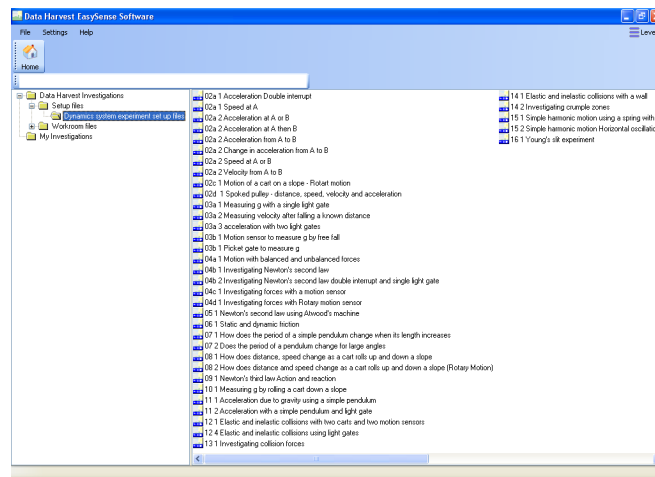 Data Harvest EasySense Software
File Settings Help
Leve
Home
Data Harvest Investigations
Setup files
Dynamics system experiment set up files
Workroom files
My Investigations
02a 1 Acceleration Double interrupt
02a 1 Speed at A
02a 2 Acceleration at A or B
02a 2 Acceleration at A then B
02a 2 Acceleration from A to B
02a 2 Change in acceleration from A to B
02a 2 Speed at A or B
02a 2 Velocity from A to B
02c 1 Motion of a cart on a slope - Rotart motion
02d 1 Spoked pulley - distance, speed, velocity and acceleration
03a 1 Measuring g with a single light gate
03a 2 Measuring velocity after falling a known distance
03a 3 acceleration with two light gates
03b 1 Motion sensor to measure g by free fall
03b 1 Picket gate to measure g
04a 1 Motion with balanced and unbalanced forces
04b 1 Investigating Newton's second law
04b 2 Investigating Newton's second law double interrupt and single light gate
04c 1 Investigating forces with a motion sensor
04d 1 Investigating forces with Rotary motion sensor
05 1 Newton's second law using Atwood's machine
06 1 Static and dynamic friction
07 1 How does the period of a simple pendulum change when its length increases
07 2 Does the period of a pendulum change for large angles
08 1 How does distance, speed change as a cart rolls up and down a slope
08 2 How does distance amd speed change as a cart rolls up and down a slope (Rotary Motion)
09 1 Newton's third law Action and reaction
10 1 Measuring g by rolling a cart down a slope
11 1 Acceleration due to gravity using a simple pendulum
11 2 Acceleration with a simple pendulum and light gate
12 1 Elastic and inelastic collisions with two carts and two motion sensors
12 4 Elastic and inelastic collisions using light gates
13 1 Investigating collision forces
14 1 Elastic and inelastic collisions with a wall
14 2 Investigating crumple zones
15 1 Simple harmonic motion using a spring with
15 2 Simple harmonic motion Horizontal oscillatio
16 1 Young's slit experiment